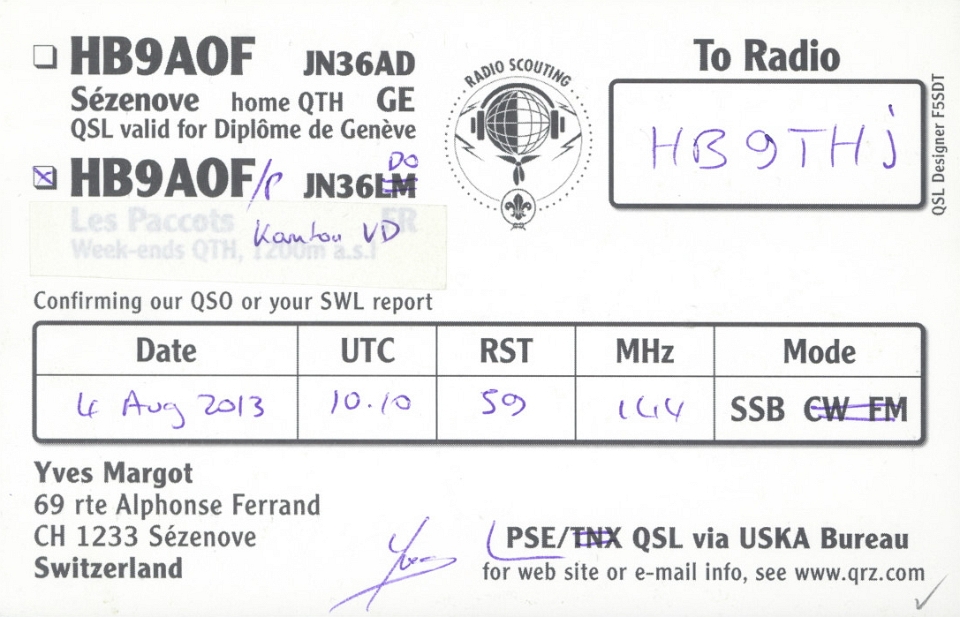 HB9AOF JN36AD
Sézenove home QTH GE
QSL valid for Diplôme de Genève
HB9AOF/P JN36LM DO
Les Paccots FR
Kanton VD
Week-ends QTH, 1200m a.s.l
RADIO SCOUTING
To Radio
HB9THJ
QSL Designer F5SDT
Confirming our QSO or your SWL report
Date UTC RST MHz Mode
4 Aug 2013 10.10 59 144 SSB CW FM
Yves Margot
69 rte Alphonse Ferrand
CH 1233 Sézenove
Switzerland
Yves
PSE/TNX QSL via USKA Bureau
for web site or e-mail info, see www.qrz.com